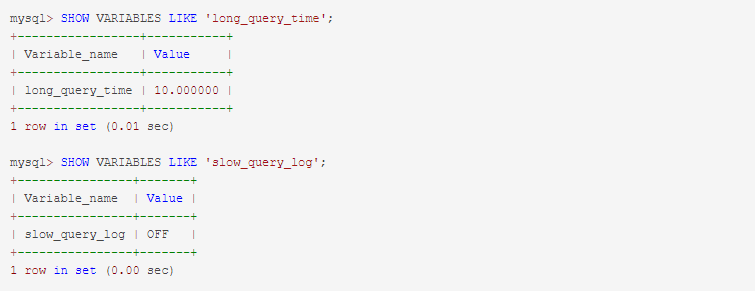 mysql> SHOW VARIABLES LIKE 'long_query_time';
+-----------------+-----------+
| Variable_name   | Value     |
+-----------------+-----------+
| long_query_time | 10.000000 |
+-----------------+-----------+
1 row in set (0.01 sec)

mysql> SHOW VARIABLES LIKE 'slow_query_log';
+----------------+-------+
| Variable_name  | Value |
+----------------+-------+
| slow_query_log | OFF   |
+----------------+-------+
1 row in set (0.00 sec)